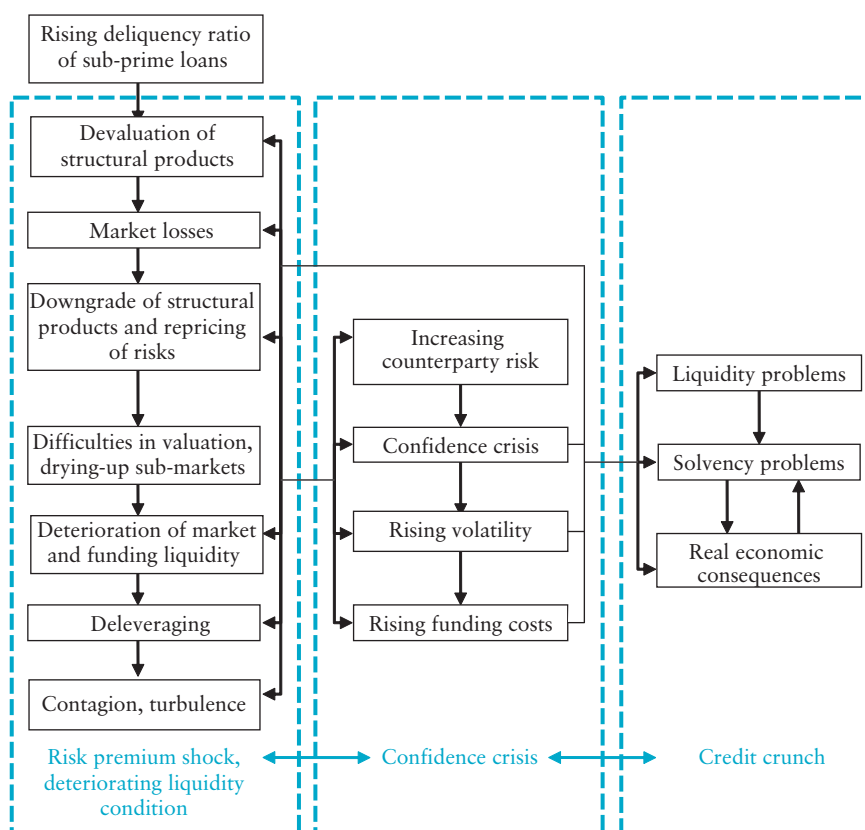 Rising deliquency ratio
of sub-prime loans
Devaluation of
structural products
Market losses
Downgrade of structural
products and repricing
of risks
Difficulties in valuation,
drying-up sub-markets
Deterioration of market
and funding liquidity
Deleveraging
Contagion, turbulence
Risk premium shock,
deteriorating liquidity
condition
Increasing
counterparty risk
Confidence crisis
Rising volatility
Rising funding costs
Confidence crisis
Liquidity problems
Solvency problems
Real economic
consequences
Credit crunch